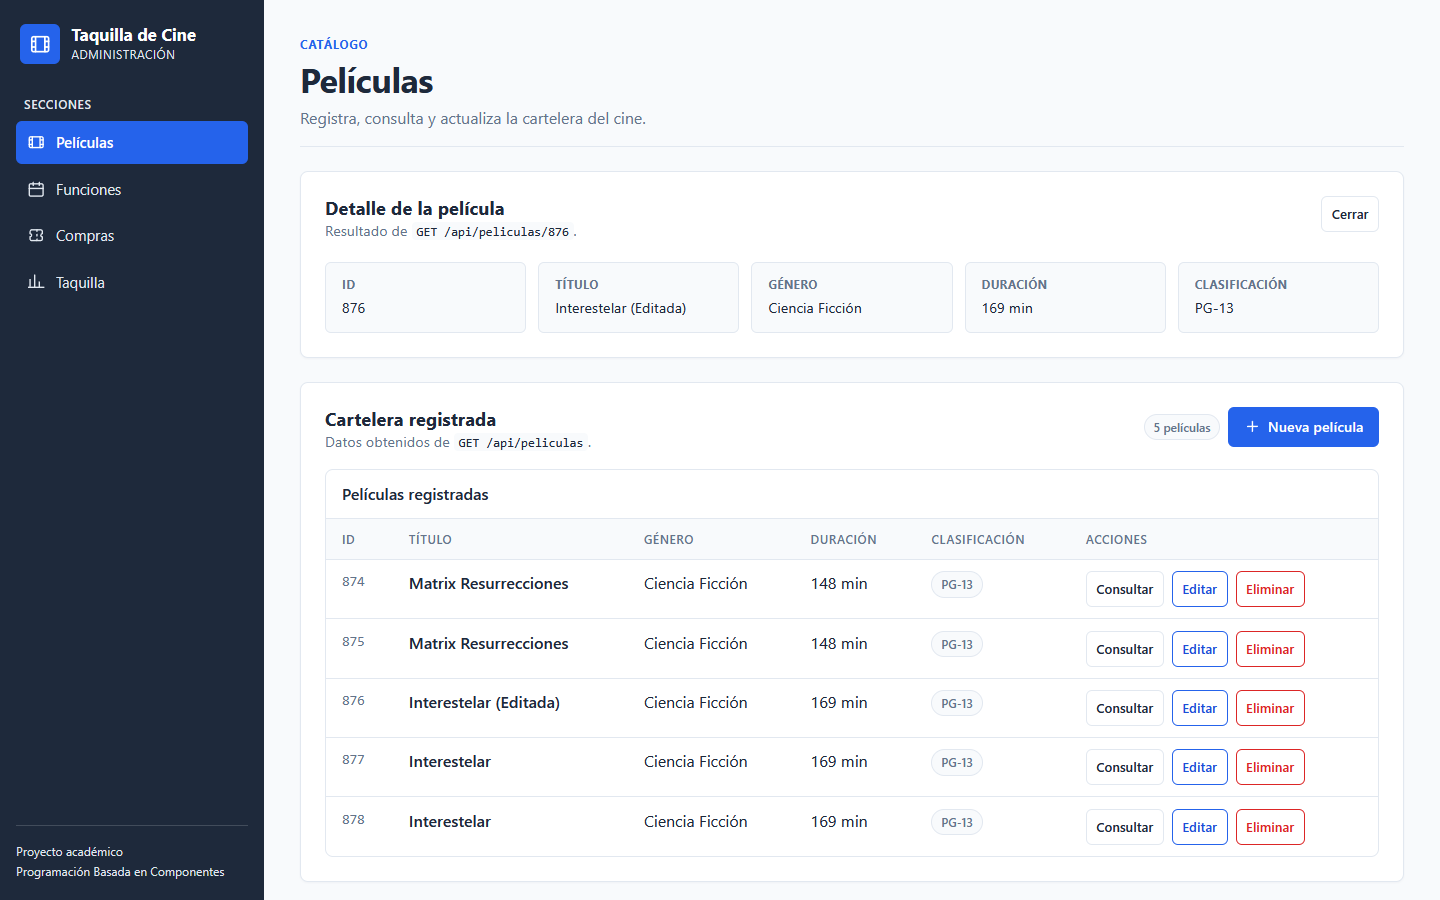 Taquilla de Cine
ADMINISTRACIÓN
SECCIONES
Películas
Funciones
Compras
Taquilla
Proyecto académico
Programación Basada en Componentes
CATÁLOGO
Películas
Registra, consulta y actualiza la cartelera del cine.
Detalle de la película
Resultado de GET /api/peliculas/876 .
Cerrar
ID
876
TÍTULO
Interestelar (Editada)
GÉNERO
Ciencia Ficción
DURACIÓN
169 min
CLASIFICACIÓN
PG-13
Cartelera registrada
Datos obtenidos de GET /api/peliculas .
5 películas
+ Nueva película
Películas registradas
ID TÍTULO GÉNERO DURACIÓN CLASIFICACIÓN ACCIONES
874 Matrix Resurrecciones Ciencia Ficción 148 min PG-13 Consultar Editar Eliminar
875 Matrix Resurrecciones Ciencia Ficción 148 min PG-13 Consultar Editar Eliminar
876 Interestelar (Editada) Ciencia Ficción 169 min PG-13 Consultar Editar Eliminar
877 Interestelar Ciencia Ficción 169 min PG-13 Consultar Editar Eliminar
878 Interestelar Ciencia Ficción 169 min PG-13 Consultar Editar Eliminar